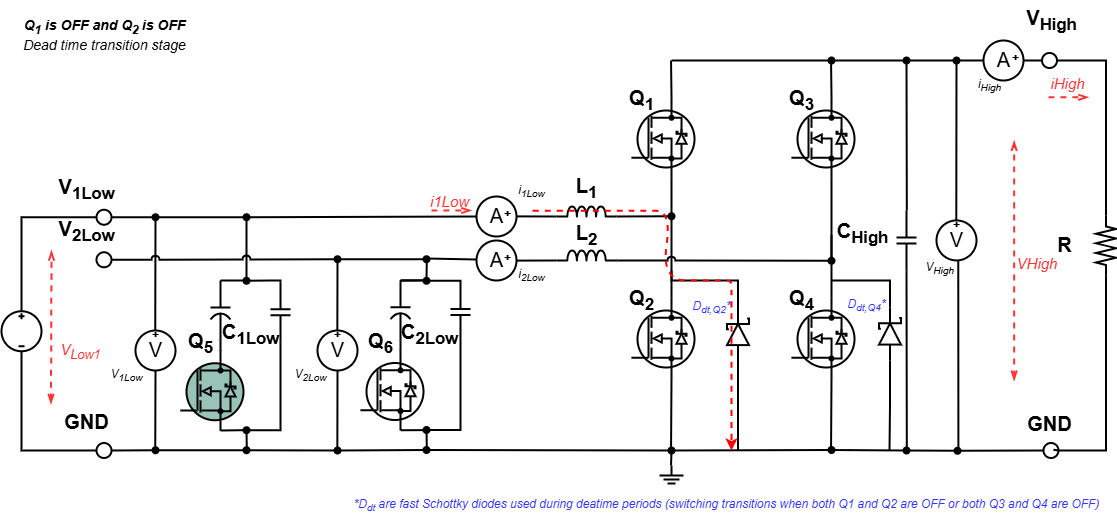 Q1 is OFF and Q2 is OFF
Dead time transition stage
VHigh
A+
iHigh
iHigh
Q1
Q3
V1Low
i1Low
A+
i1Low
L1
V2Low
A+
i2Low
L2
CHigh
+
V
VHigh
VHigh
R
+
-
VLow1
+
V
V1Low
Q5
C1Low
+
V
V2Low
Q6
C2Low
Q2
Ddt,Q2*
Q4
Ddt,Q4*
GND
GND
*Ddt are fast Schottky diodes used during deatime periods (switching transitions when both Q1 and Q2 are OFF or both Q3 and Q4 are OFF)